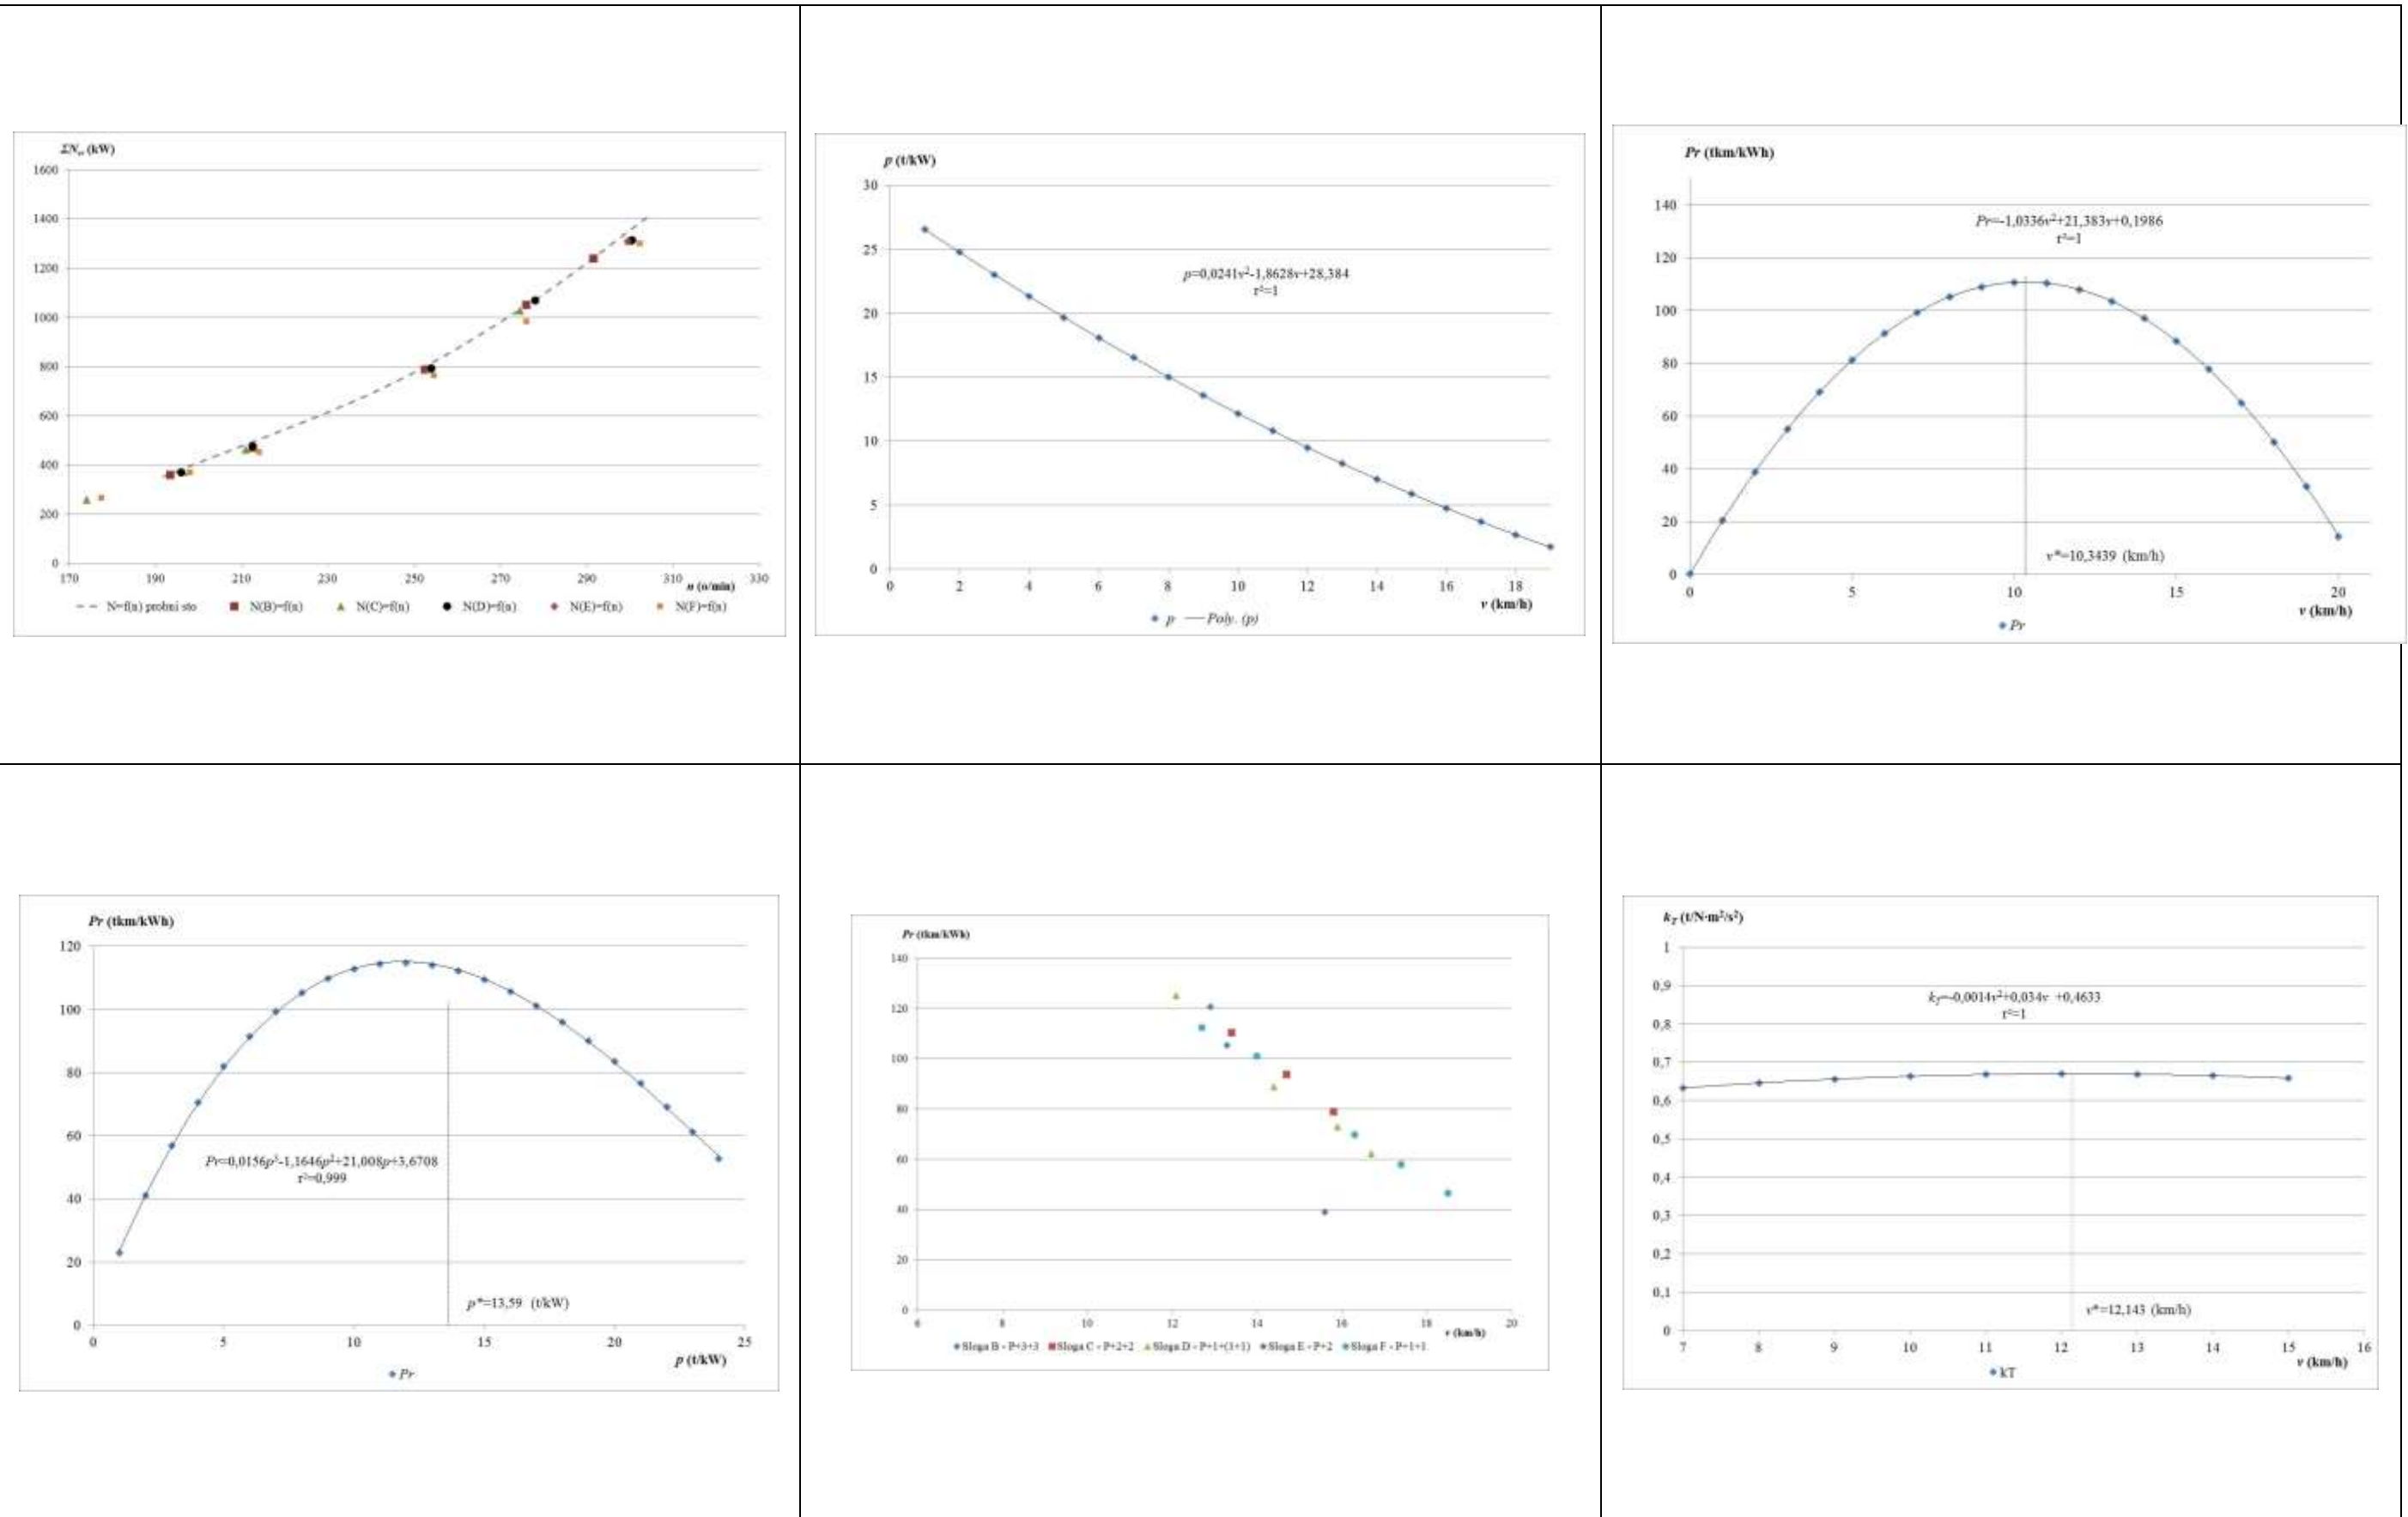 ΣNₑᵣ (kW)
1600
1400
1200
1000
800
600
400
200
0
170 190 210 230 250 270 290 310 330
n (o/min)
N=f(n) probni sto N(B)=f(n) N(C)=f(n) N(D)=f(n) N(E)=f(n) N(F)=f(n)
p (t/kW)
30
25
20
15
10
5
0
p=0,0241v²-1,8628v+28,384
r²=1
0 2 4 6 8 10 12 14 16 18
v (km/h)
p Poly. (p)
Pr (tkm/kWh)
140
120
100
80
60
40
20
0
Pr=-1,0336v²+21,383v+0,1986
r²=1
v*=10,3439 (km/h)
0 5 10 15 20
v (km/h)
Pr
Pr (tkm/kWh)
120
100
80
60
40
20
0
Pr=0,0156p³-1,1646p²+21,008p+3,6708
r²=0,999
p*=13,59 (t/kW)
0 5 10 15 20 25
p (t/kW)
Pr
Pr (tkm/kWh)
140
120
100
80
60
40
20
0
6 8 10 12 14 16 18 20
v (km/h)
Sloga B - P+3+3 Sloga C - P+2+2 Sloga D - P+1+(1+1) Sloga E - P+2 Sloga F - P+1+1
k_T (t/N·m²/s²)
1
0,9
0,8
0,7
0,6
0,5
0,4
0,3
0,2
0,1
0
k_T=-0,0014v²+0,034v +0,4633
r²=1
v*=12,143 (km/h)
7 8 9 10 11 12 13 14 15 16
v (km/h)
kT